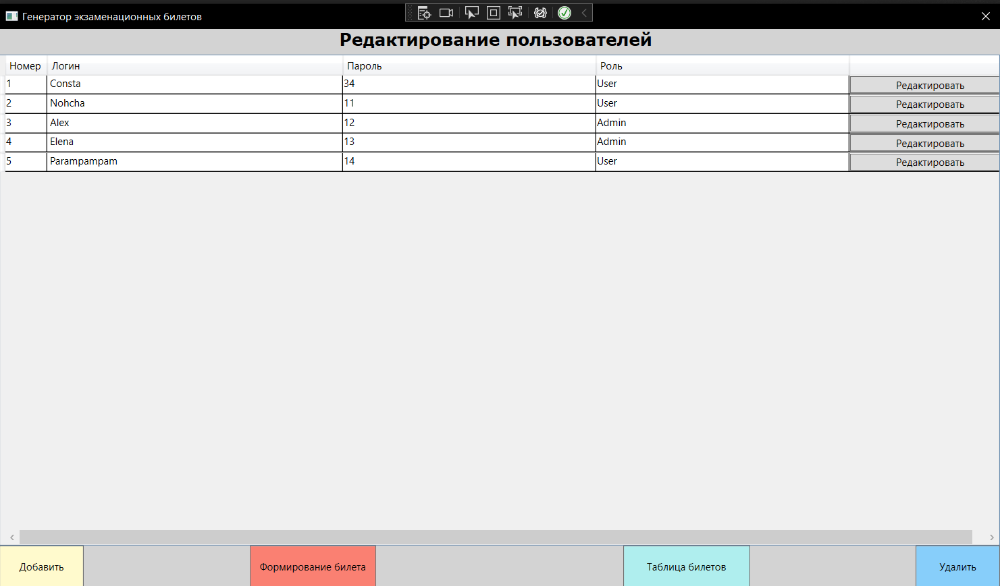 Генератор экзаменационных билетов
Редактирование пользователей
Номер Логин Пароль Роль
1 Consta 34 User Редактировать
2 Nohcha 11 User Редактировать
3 Alex 12 Admin Редактировать
4 Elena 13 Admin Редактировать
5 Parampampam 14 User Редактировать
Добавить Формирование билета Таблица билетов Удалить